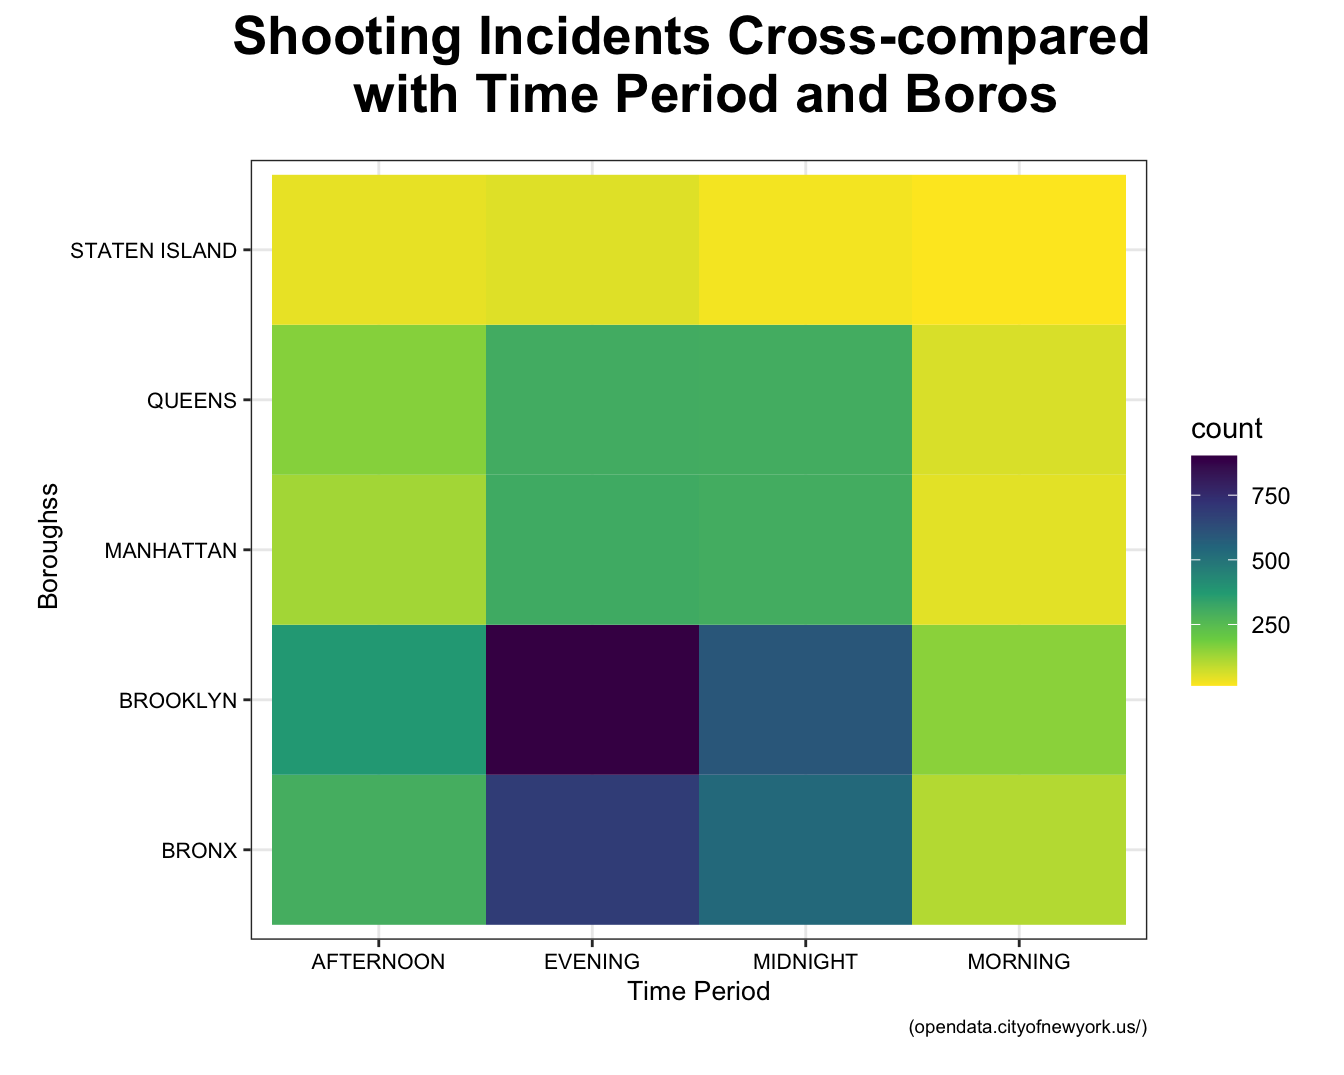 Shooting Incidents Cross-compared
with Time Period and Boros
STATEN ISLAND
QUEENS
MANHATTAN
BROOKLYN
BRONX
Boroughss
AFTERNOON EVENING MIDNIGHT MORNING
Time Period
(opendata.cityofnewyork.us/)
count
750
500
250